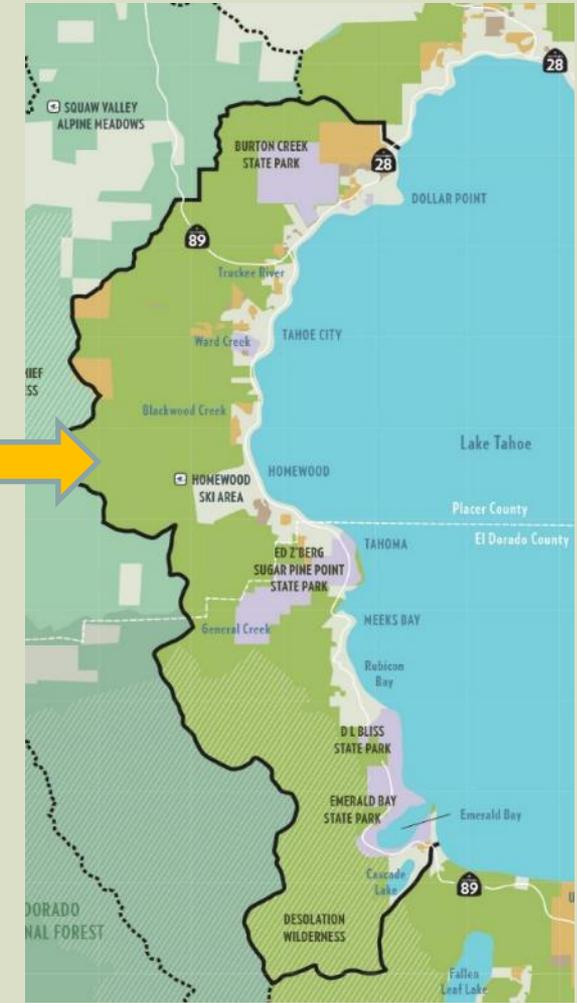 28
SQUAW VALLEY
ALPINE MEADOWS
BURTON CREEK
STATE PARK
28
DOLLAR POINT
89
Truckee River
TAHOE CITY
Ward Creek
IEF
SS
Blackwood Creek
Lake Tahoe
HOMEWOOD
SKI AREA
HOMEWOOD
Placer County
El Dorado County
TAHOMA
ED Z'BERG
SUGAR PINE POINT
STATE PARK
MEEKS BAY
General Creek
Rubicon
Bay
D L BLISS
STATE PARK
EMERALD BAY
STATE PARK
Emerald Bay
Cascade
Lake
89
U
DORADO
NAL FOREST
DESOLATION
WILDERNESS
Fallen
Leaf Lake